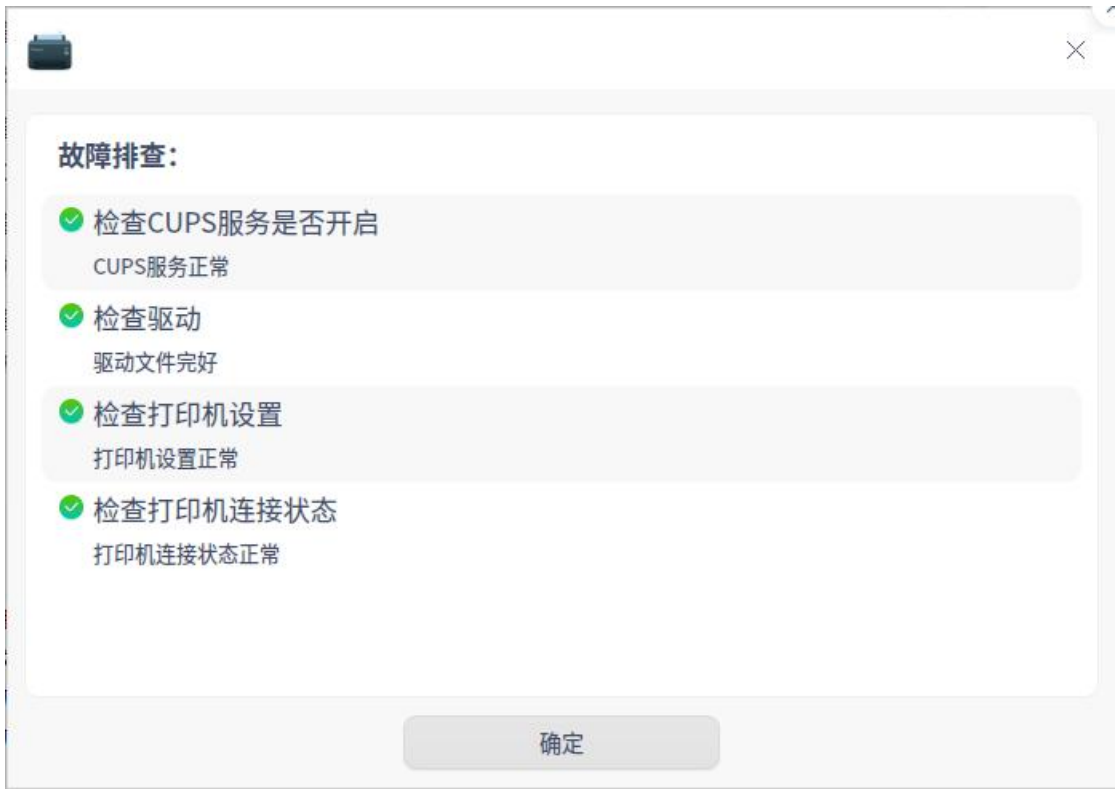 故障排查：
检查CUPS服务是否开启
CUPS服务正常
检查驱动
驱动文件完好
检查打印机设置
打印机设置正常
检查打印机连接状态
打印机连接状态正常
确定